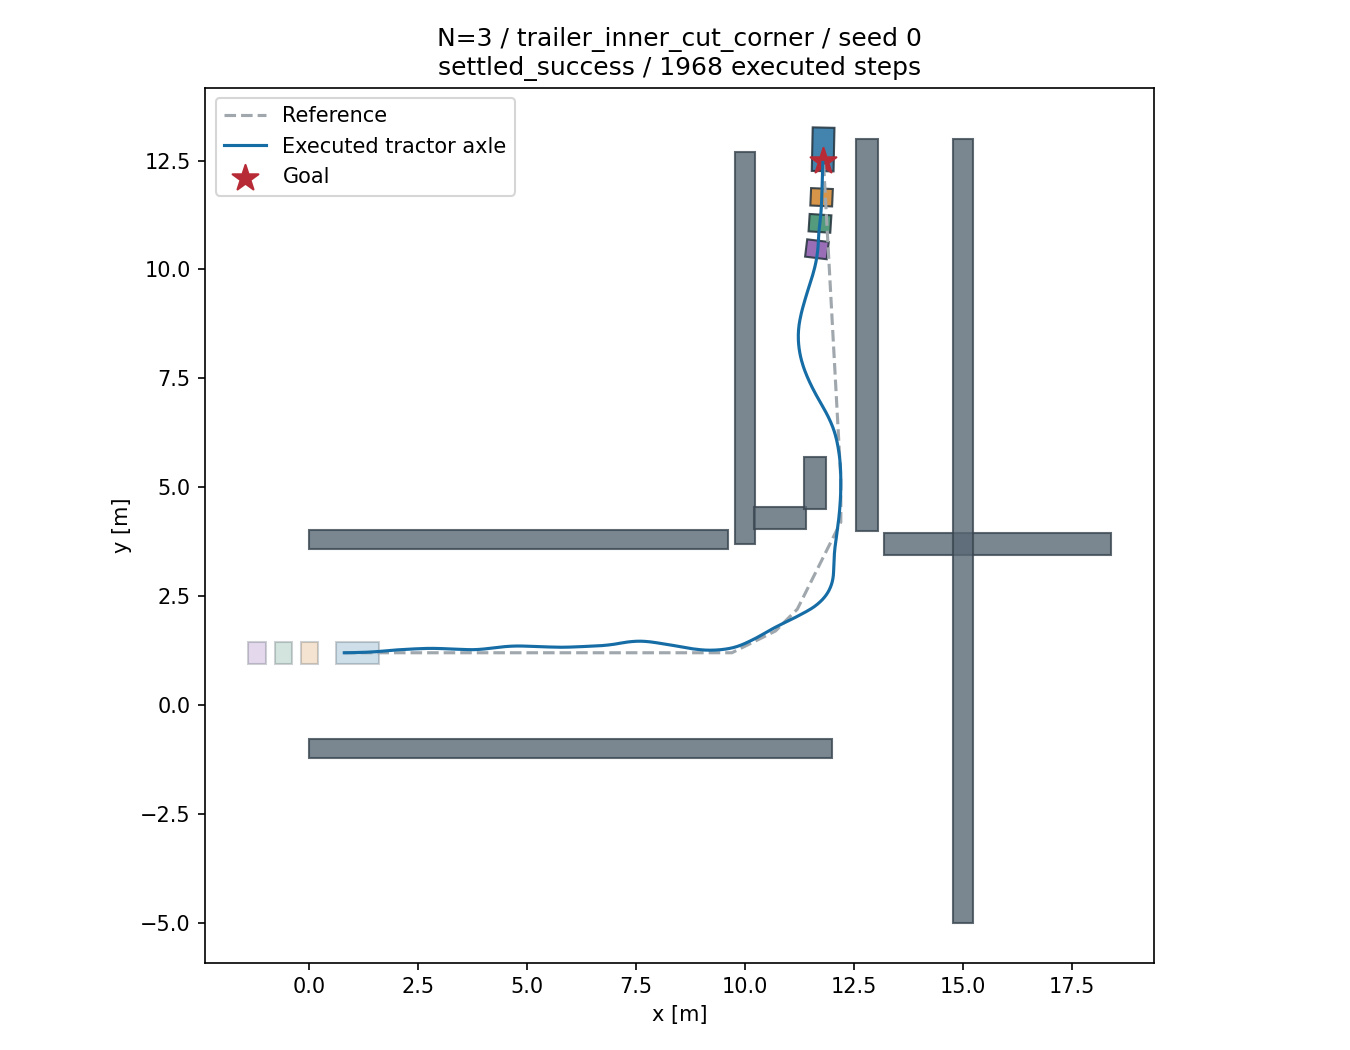 N=3 / trailer_inner_cut_corner / seed 0
settled_success / 1968 executed steps
Reference
Executed tractor axle
Goal
12.5
10.0
7.5
5.0
2.5
0.0
−2.5
−5.0
y [m]
0.0 2.5 5.0 7.5 10.0 12.5 15.0 17.5
x [m]